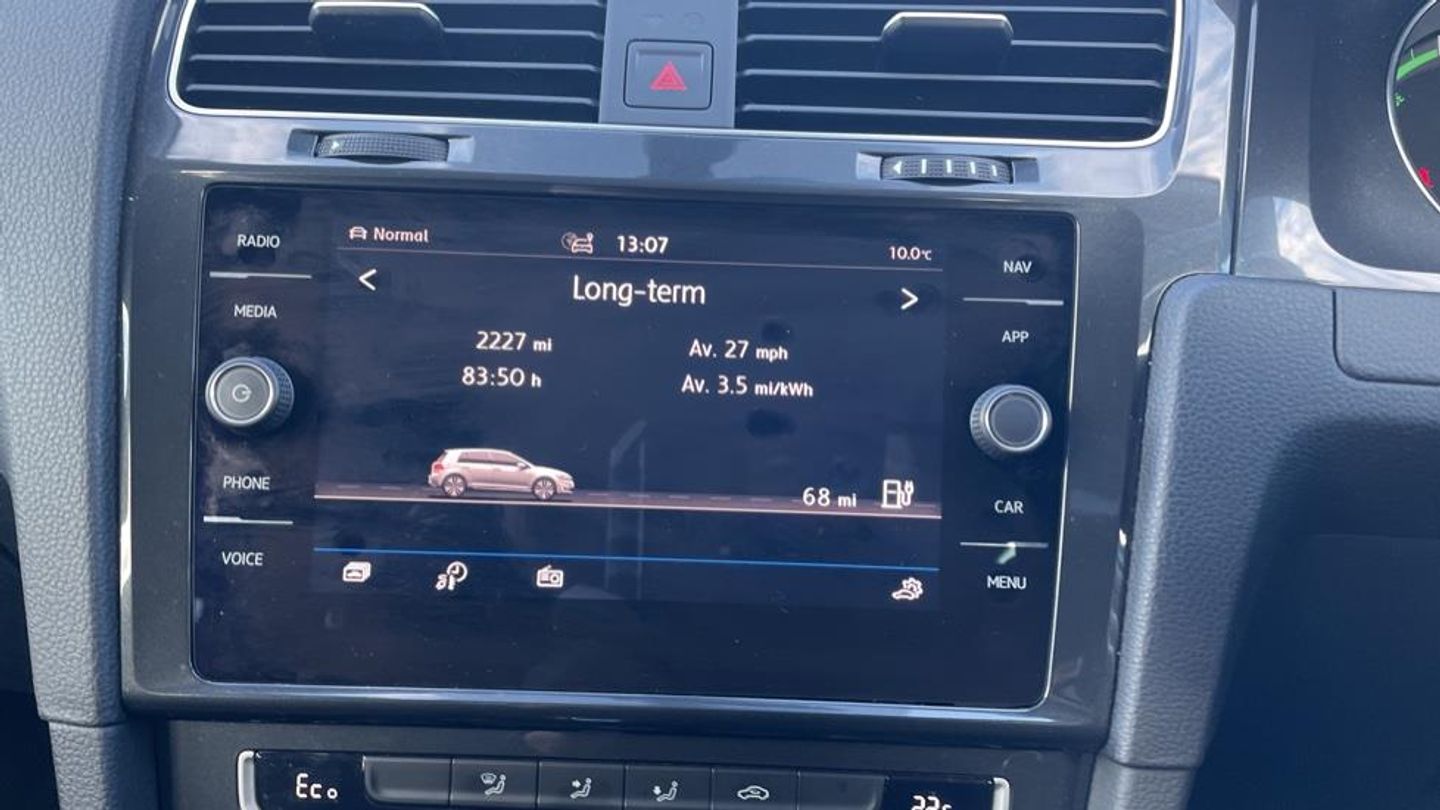 RADIO
MEDIA
PHONE
VOICE
Normal
13:07
10.0°C
Long-term
2227 mi
Av. 27 mph
83:50 h
Av. 3.5 mi/kWh
68 mi
NAV
APP
CAR
MENU
Eco